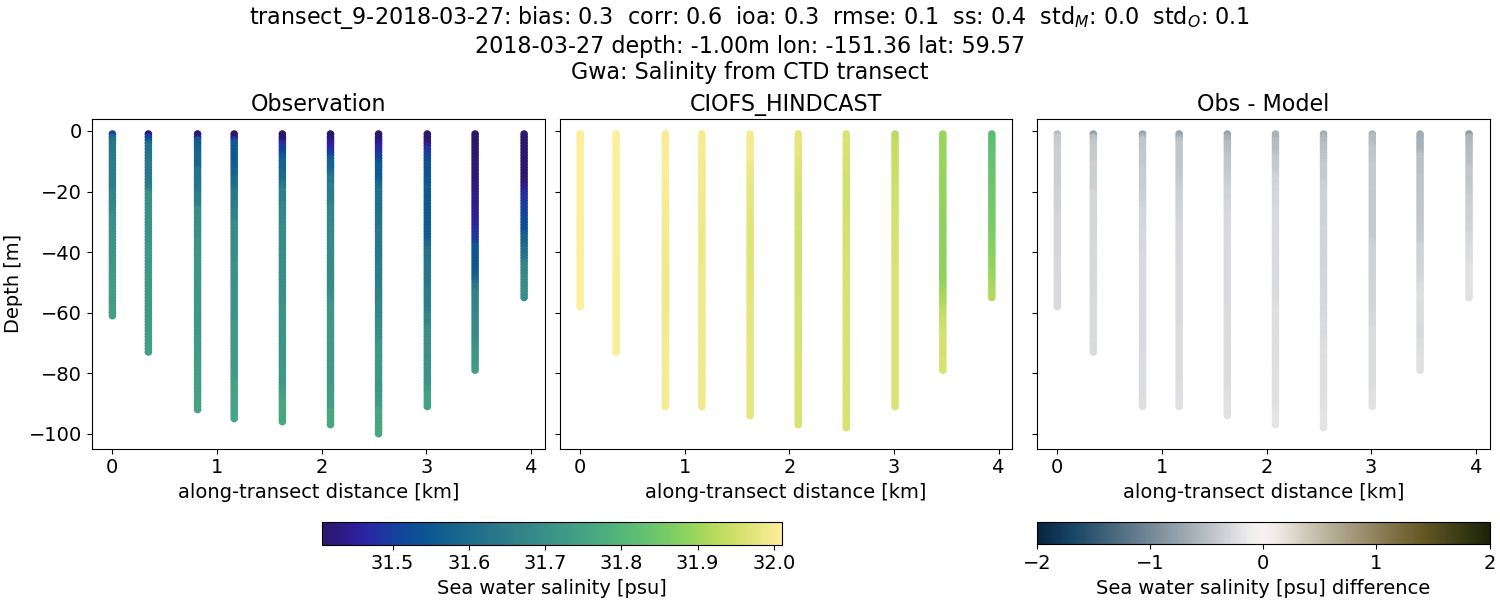 transect_9-2018-03-27: bias: 0.3  corr: 0.6  ioa: 0.3  rmse: 0.1  ss: 0.4  std_M: 0.0  std_O: 0.1
2018-03-27 depth: -1.00m lon: -151.36 lat: 59.57
Gwa: Salinity from CTD transect
Observation
CIOFS_HINDCAST
Obs - Model
Depth [m]
0
−20
−40
−60
−80
−100
0 1 2 3 4
0 1 2 3 4
0 1 2 3 4
along-transect distance [km]
along-transect distance [km]
along-transect distance [km]
31.5 31.6 31.7 31.8 31.9 32.0
Sea water salinity [psu]
−2 −1 0 1 2
Sea water salinity [psu] difference